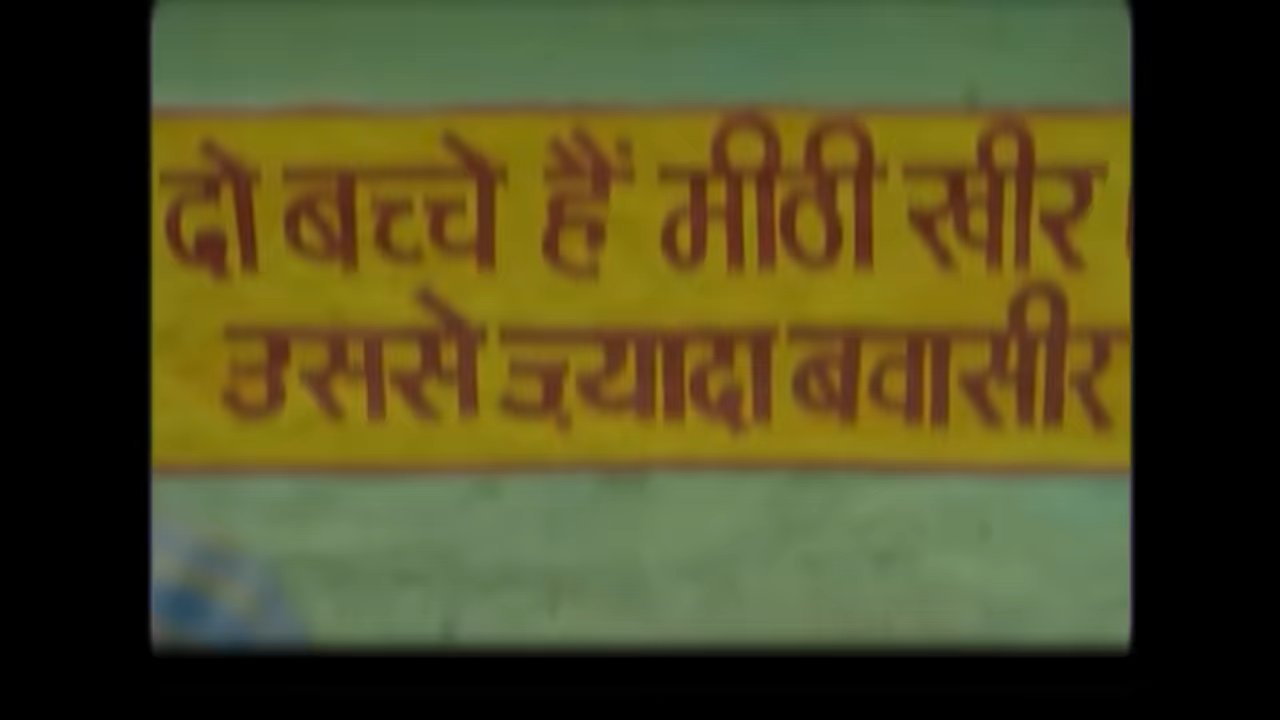 दो बच्चे हैं मीठी खीर
उससे ज़्यादा बवासीर